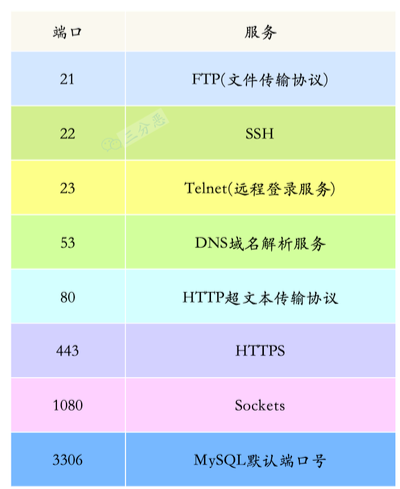 端口 服务
21 FTP(文件传输协议)
22 SSH
三分恶
23 Telnet(远程登录服务)
53 DNS域名解析服务
80 HTTP超文本传输协议
443 HTTPS
1080 Sockets
3306 MySQL默认端口号